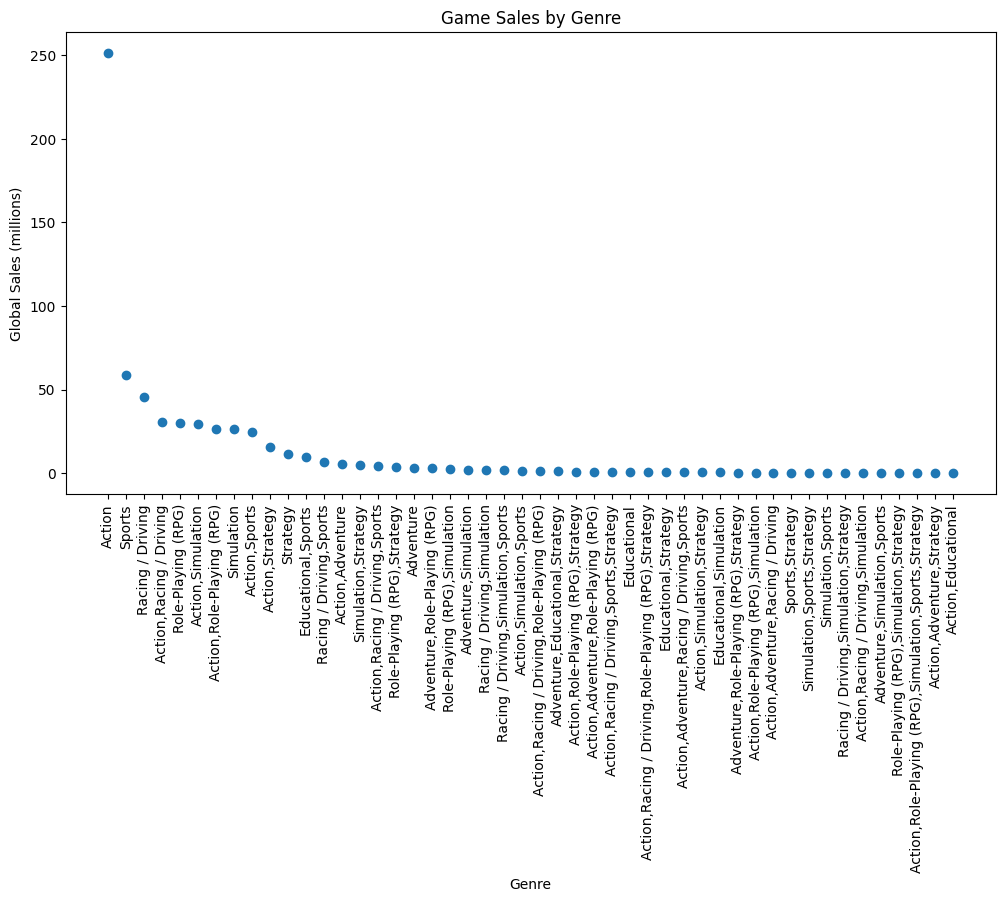 Game Sales by Genre
Global Sales (millions)
250
200
150
100
50
0
Action
Sports
Racing / Driving
Action,Racing / Driving
Role-Playing (RPG)
Action,Simulation
Action,Role-Playing (RPG)
Simulation
Action,Sports
Action,Strategy
Strategy
Educational,Sports
Racing / Driving,Sports
Action,Adventure
Simulation,Strategy
Action,Racing / Driving,Sports
Role-Playing (RPG),Strategy
Adventure
Adventure,Role-Playing (RPG)
Role-Playing (RPG),Simulation
Adventure,Simulation
Racing / Driving,Simulation
Racing / Driving,Simulation,Sports
Action,Simulation,Sports
Action,Racing / Driving,Role-Playing (RPG)
Adventure,Educational,Strategy
Action,Role-Playing (RPG),Strategy
Action,Adventure,Role-Playing (RPG)
Action,Racing / Driving,Sports,Strategy
Educational
Action,Racing / Driving,Role-Playing (RPG),Strategy
Educational,Strategy
Action,Adventure,Racing / Driving,Sports
Action,Simulation,Strategy
Educational,Simulation
Adventure,Role-Playing (RPG),Strategy
Action,Role-Playing (RPG),Simulation
Action,Adventure,Racing / Driving
Sports,Strategy
Simulation,Sports,Strategy
Simulation,Sports
Racing / Driving,Simulation,Strategy
Action,Racing / Driving,Simulation
Adventure,Simulation,Sports
Role-Playing (RPG),Simulation,Strategy
Action,Role-Playing (RPG),Simulation,Sports,Strategy
Action,Adventure,Strategy
Action,Educational
Genre